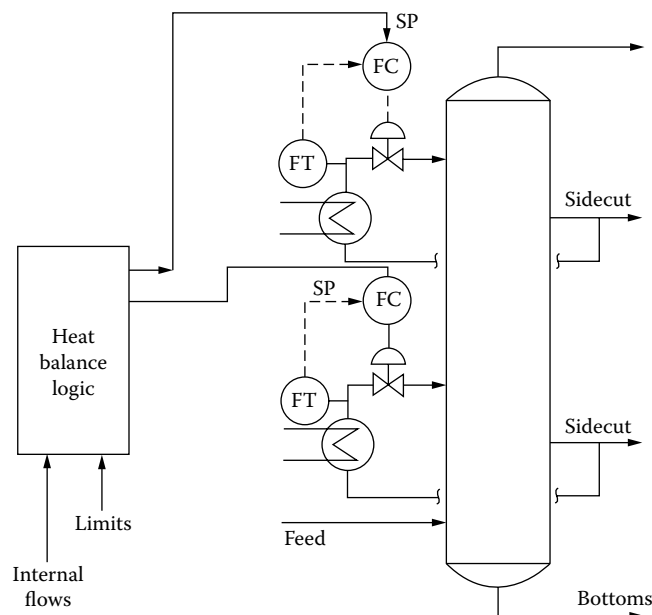 SP
FC
FT
Sidecut
SP
FC
Heat
balance
logic
FT
Sidecut
Limits
Feed
Internal
flows
Bottoms